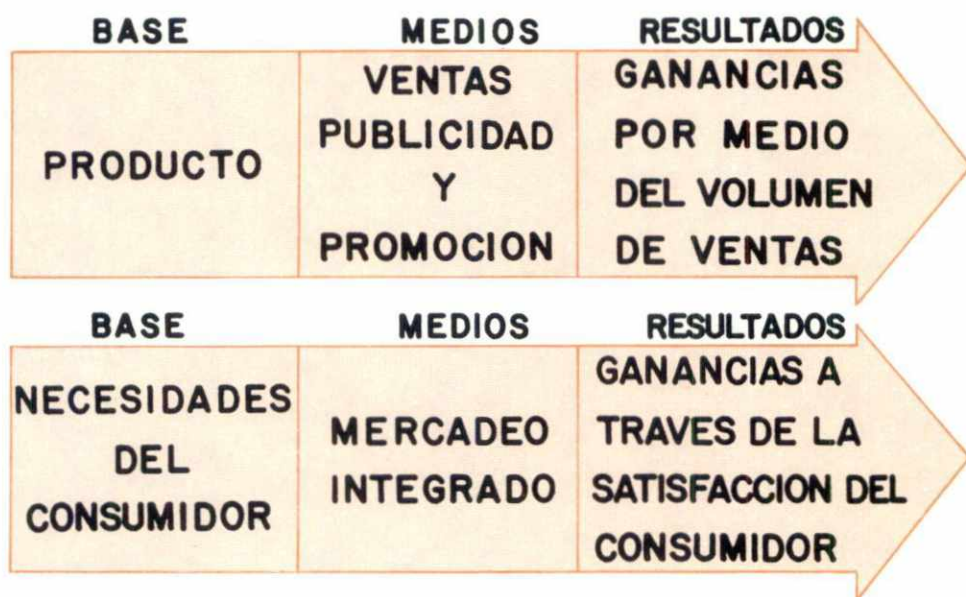 BASE
MEDIOS
RESULTADOS
PRODUCTO
VENTAS
PUBLICIDAD
Y
PROMOCION
GANANCIAS
POR MEDIO
DEL VOLUMEN
DE VENTAS
BASE
MEDIOS
RESULTADOS
NECESIDADES
DEL
CONSUMIDOR
MERCADEO
INTEGRADO
GANANCIAS A
TRAVES DE LA
SATISFACCION DEL
CONSUMIDOR